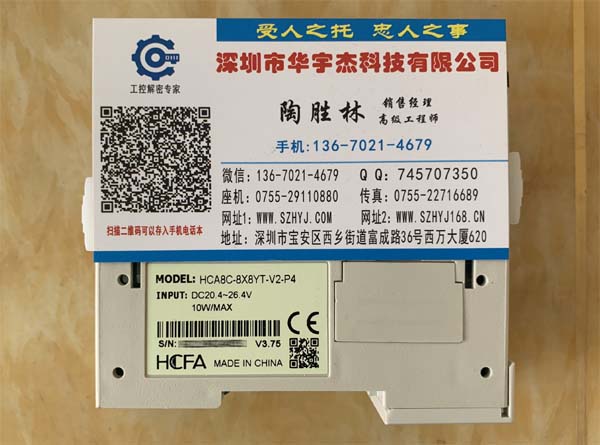 受人之托 忠人之事
深圳市华宇杰科技有限公司
工控解密专家
陶胜林 销售经理
高级工程师
手机:136-7021-4679
微信:136-7021-4679 QQ:745707350
座机:0755-29110880 传真:0755-22716689
网址1:WWW.SZHYJ.COM 网址2:WWW.SZHYJ168.CN
地址:深圳市宝安区西乡街道富成路36号西万大厦620
扫描二维码可以存入手机电话本
MODEL: HCA8C-8X8YT-V2-P4
INPUT: DC20.4~26.4V
10W/MAX
S/N: V3.75
HCFA MADE IN CHINA
CE